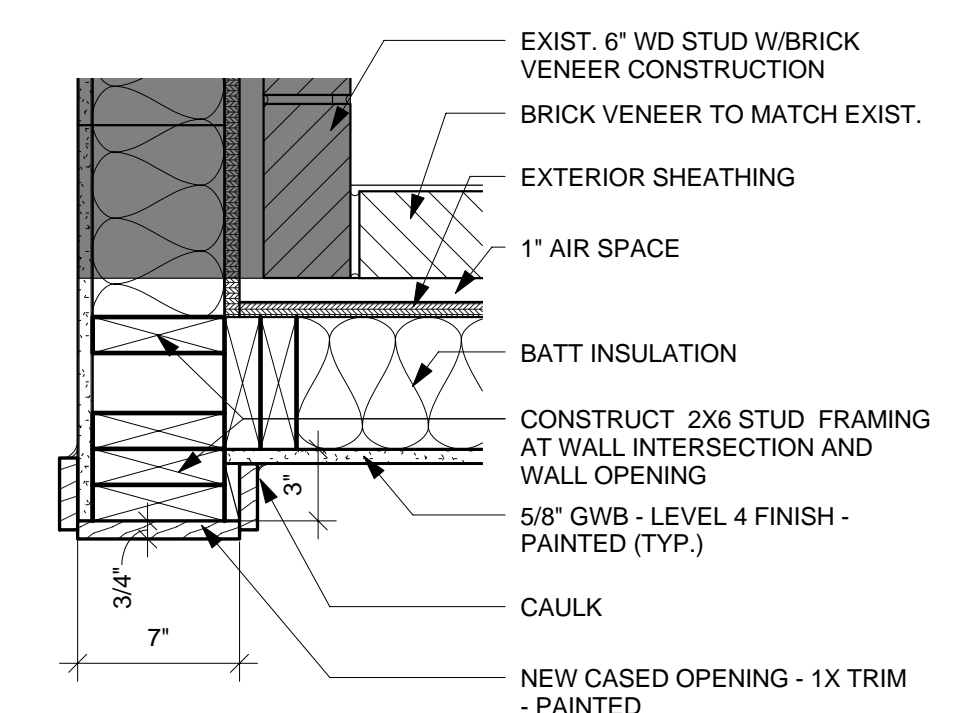 EXIST. 6" WD STUD W/BRICK
VENEER CONSTRUCTION
BRICK VENEER TO MATCH EXIST.
EXTERIOR SHEATHING
1" AIR SPACE
BATT INSULATION
CONSTRUCT 2X6 STUD FRAMING
AT WALL INTERSECTION AND
WALL OPENING
3"
5/8" GWB - LEVEL 4 FINISH -
PAINTED (TYP.)
3/4"
CAULK
7"
NEW CASED OPENING - 1X TRIM
- PAINTED